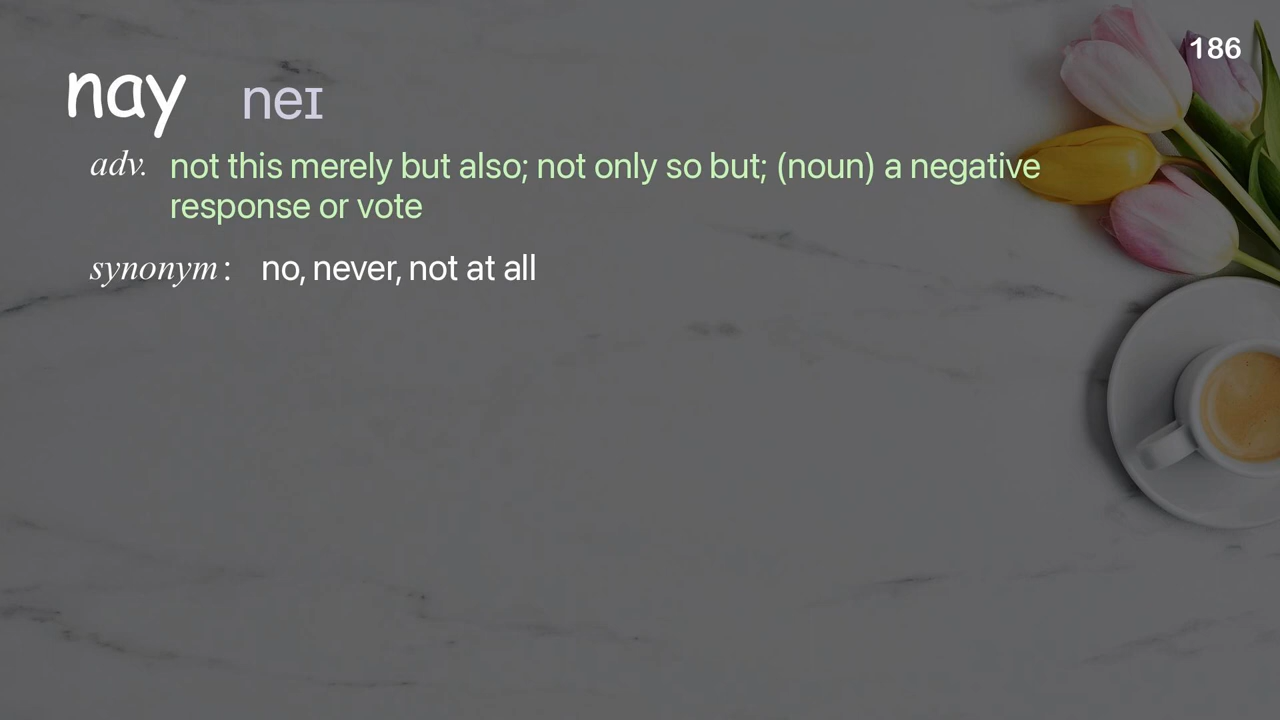 186
nay neɪ
adv. not this merely but also; not only so but; (noun) a negative
response or vote
synonym: no, never, not at all